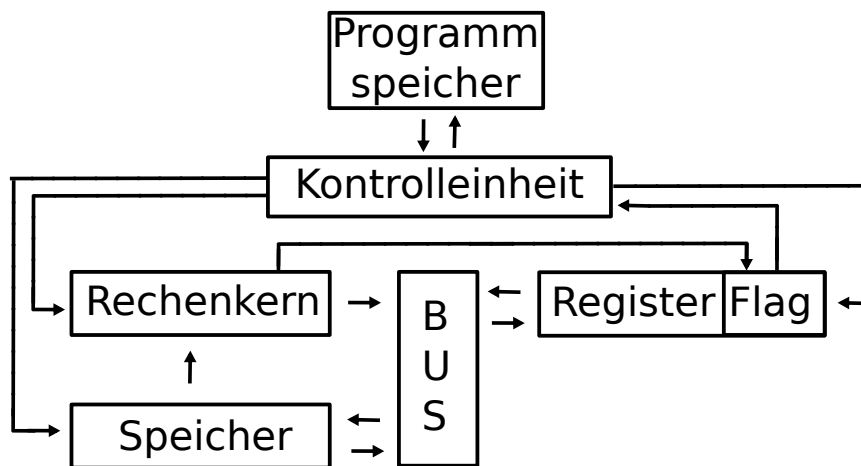 Programm
speicher
Kontrolleinheit
Rechenkern
B
U
S
Register Flag
Speicher